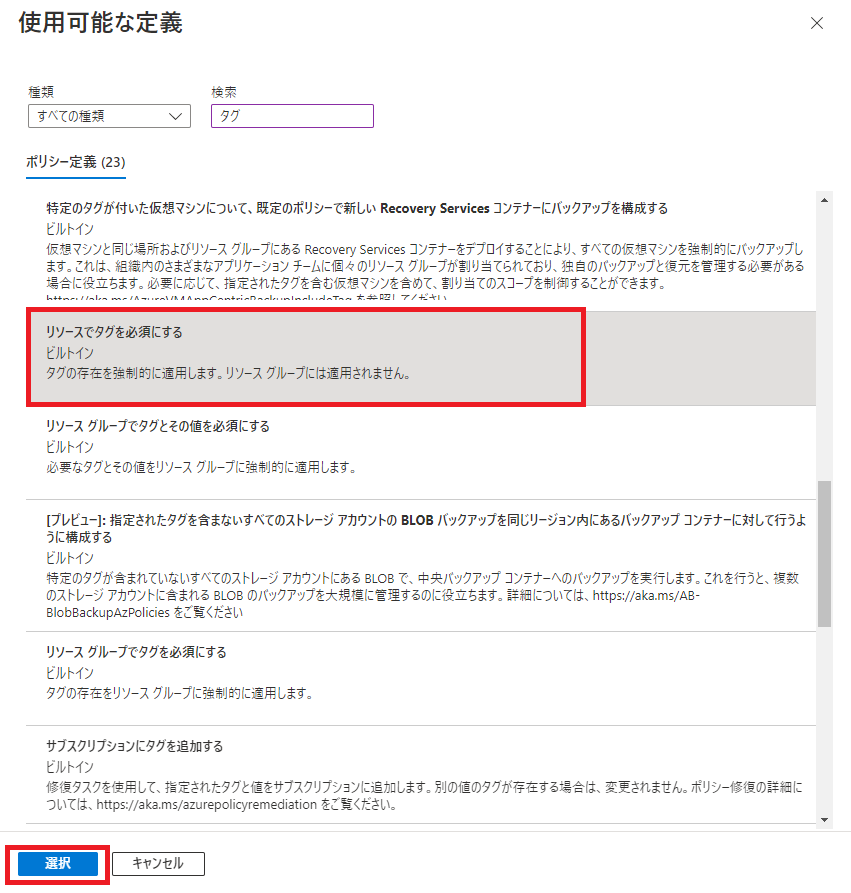 使用可能な定義
種類
検索
すべての種類
タグ
ポリシー定義 (23)
特定のタグが付いた仮想マシンについて、既定のポリシーで新しい Recovery Services コンテナーにバックアップを構成する
ビルトイン
仮想マシンと同じ場所およびリソース グループにある Recovery Services コンテナーをデプロイすることにより、すべての仮想マシンを強制的にバックアップし
ます。これは、組織内のさまざまなアプリケーション チームに個々のリソース グループが割り当てられており、独自のバックアップと復元を管理する必要がある
場合に役立ちます。必要に応じて、指定されたタグを含む仮想マシンを含めて、割り当てのスコープを制御することができます。
https://aka.ms/AzureVMAppCentricBackupIncludeTag を参照してください
リソースでタグを必須にする
ビルトイン
タグの存在を強制的に適用します。リソース グループには適用されません。
リソース グループでタグとその値を必須にする
ビルトイン
必要なタグとその値をリソース グループに強制的に適用します。
[プレビュー]: 指定されたタグを含まないすべてのストレージ アカウントの BLOB バックアップを同じリージョン内にあるバックアップ コンテナーに対して行うよ
うに構成する
ビルトイン
特定のタグが含まれていないすべてのストレージ アカウントにある BLOB で、中央バックアップ コンテナーへのバックアップを実行します。これを行うと、複数
のストレージ アカウントに含まれる BLOB のバックアップを大規模に管理するのに役立ちます。詳細については、https://aka.ms/AB-
BlobBackupAzPolicies をご覧ください
リソース グループでタグを必須にする
ビルトイン
タグの存在をリソース グループに強制的に適用します。
サブスクリプションにタグを追加する
ビルトイン
修復タスクを使用して、指定されたタグと値をサブスクリプションに追加します。別の値のタグが存在する場合は、変更されません。ポリシー修復の詳細に
ついては、https://aka.ms/azurepolicyremediation をご覧ください。
選択
キャンセル